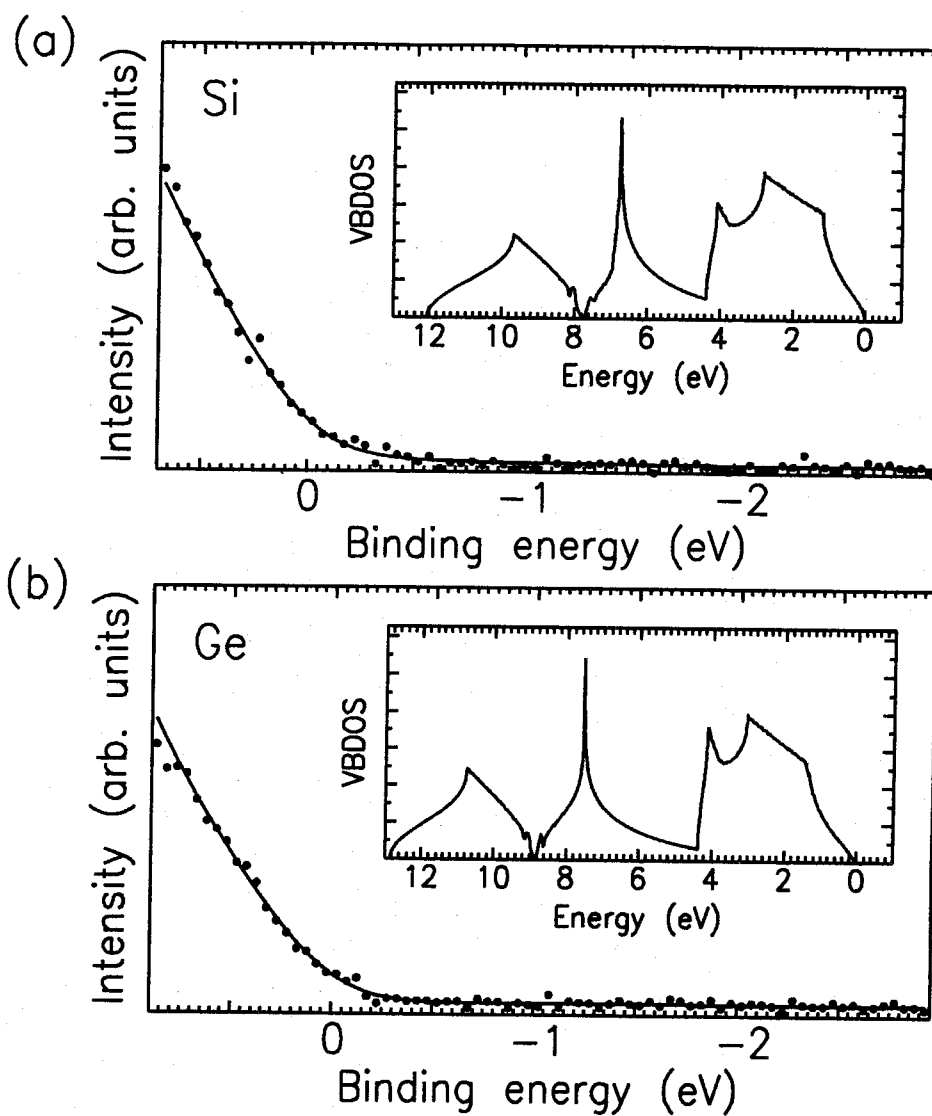 (a)
Si
Intensity (arb. units)
VBDOS
12 10 8 6 4 2 0
Energy (eV)
0 −1 −2
Binding energy (eV)
(b)
Ge
Intensity (arb. units)
VBDOS
12 10 8 6 4 2 0
Energy (eV)
0 −1 −2
Binding energy (eV)